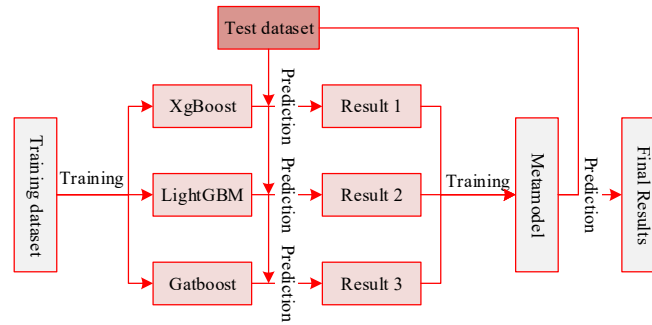 Test dataset
Training dataset
Training
XgBoost
LightGBM
Gatboost
Prediction
Prediction
Prediction
Result 1
Result 2
Result 3
Training
Metamodel
Prediction
Final Results